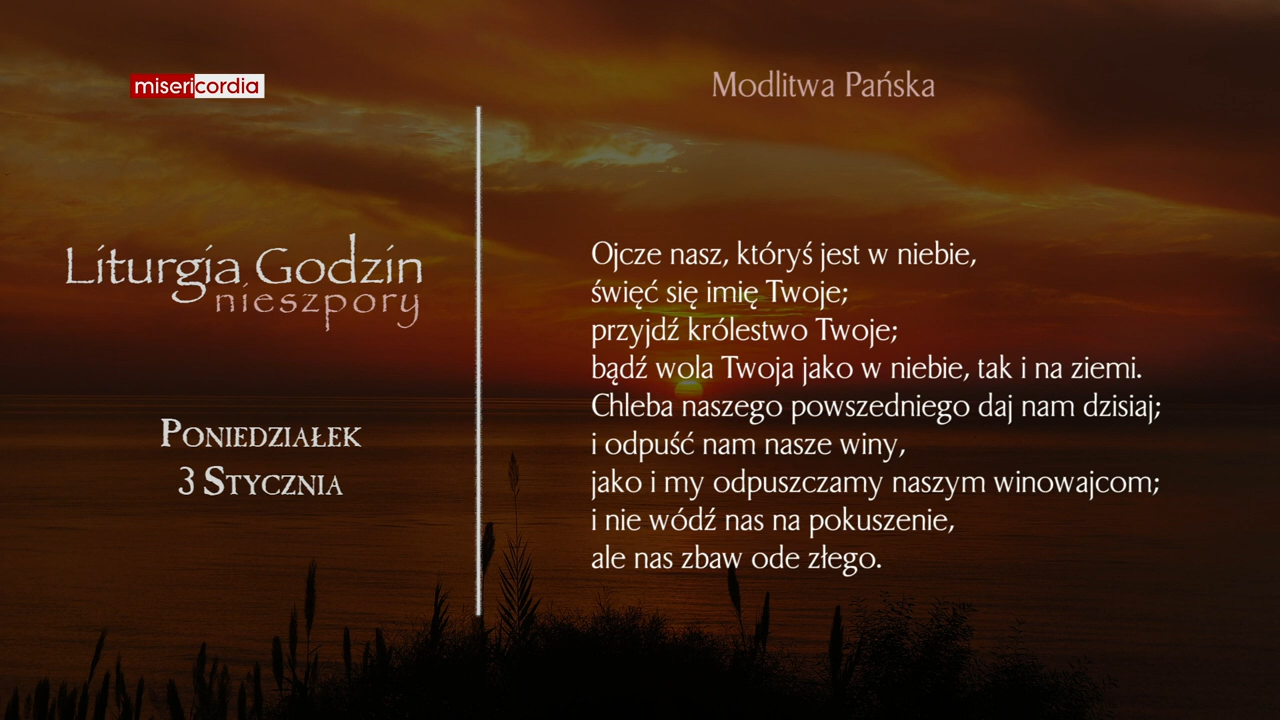 misericordia
Liturgia Godzin
nieszpory
Poniedziałek
3 Stycznia
Modlitwa Pańska
Ojcze nasz, któryś jest w niebie,
święć się imię Twoje;
przyjdź królestwo Twoje;
bądź wola Twoja jako w niebie, tak i na ziemi.
Chleba naszego powszedniego daj nam dzisiaj;
i odpuść nam nasze winy,
jako i my odpuszczamy naszym winowajcom;
i nie wódź nas na pokuszenie,
ale nas zbaw ode złego.